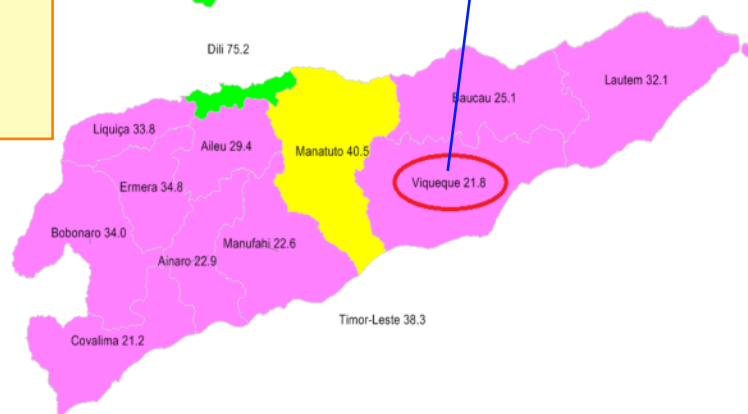 Dili 75.2
Lautem 32.1
Baucau 25.1
Liquiça 33.8
Aileu 29.4
Manatuto 40.5
Ermera 34.8
Viqueque 21.8
Bobonaro 34.0
Manufahi 22.6
Ainaro 22.9
Timor-Leste 38.3
Covalima 21.2